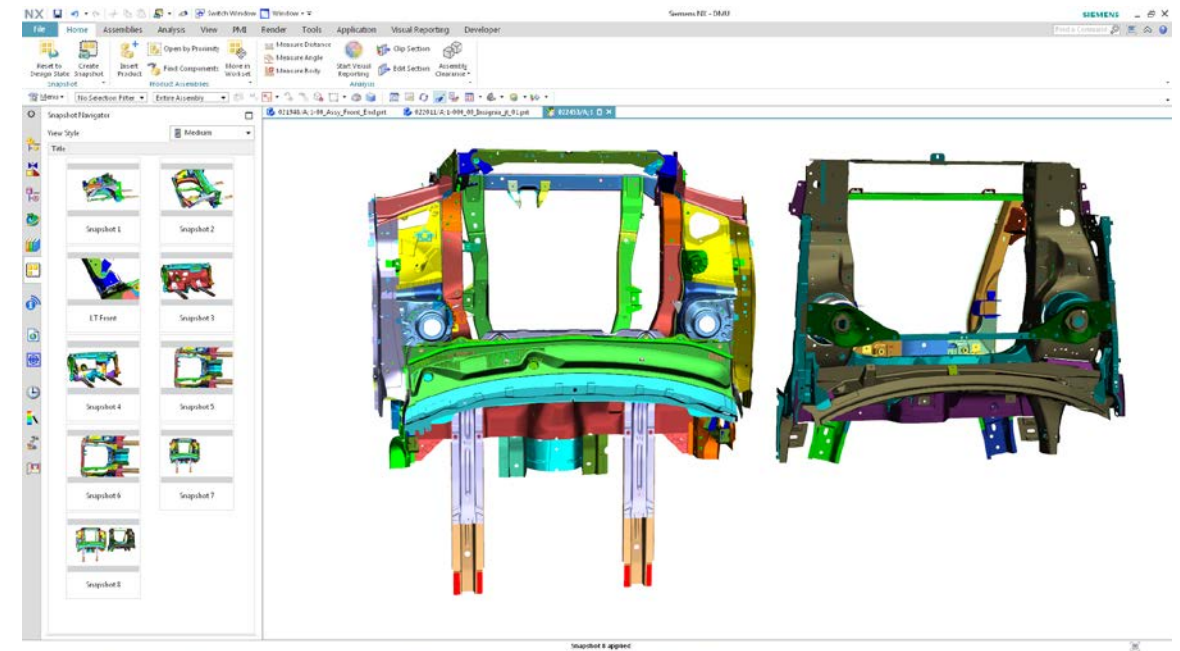 NX Switch Window Window
Siemens NX - DMU
SIEMENS
File Home Assemblies Analysis View PMI Render Tools Application Visual Reporting Developer
Find a Command
Reset to Design State
Create Snapshot
Insert Product
Open by Proximity
Find Components
More in Workset
Measure Distance
Measure Angle
Measure Body
Start Visual Reporting
Clip Section
Edit Section
Assembly Clearance
Snapshot
Product Assemblies
Analysis
Menu
No Selection Filter
Entire Assembly
Snapshot Navigator
View Style
Medium
Title
Snapshot 1
Snapshot 2
LT Front
Snapshot 3
Snapshot 4
Snapshot 5
Snapshot 6
Snapshot 7
Snapshot 8
Snapshot 8 applied